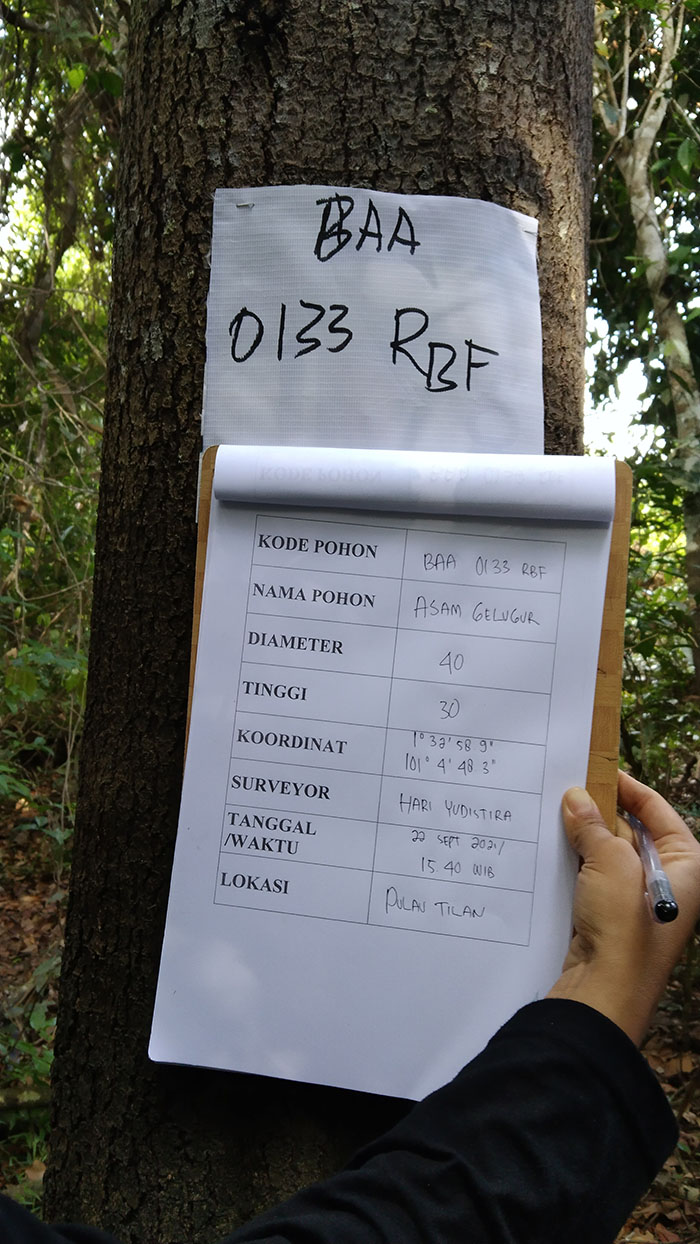 BAA
0133 RBF
KODE POHON BAA 0133 RBF
NAMA POHON ASAM GELUGUR
DIAMETER 40
TINGGI 30
KOORDINAT 1° 32' 58 9"
101° 4' 48 3"
SURVEYOR HARI YUDISTIRA
TANGGAL 22 SEPT 2021/
/WAKTU 15.40 WIB
LOKASI PULAU TILAN